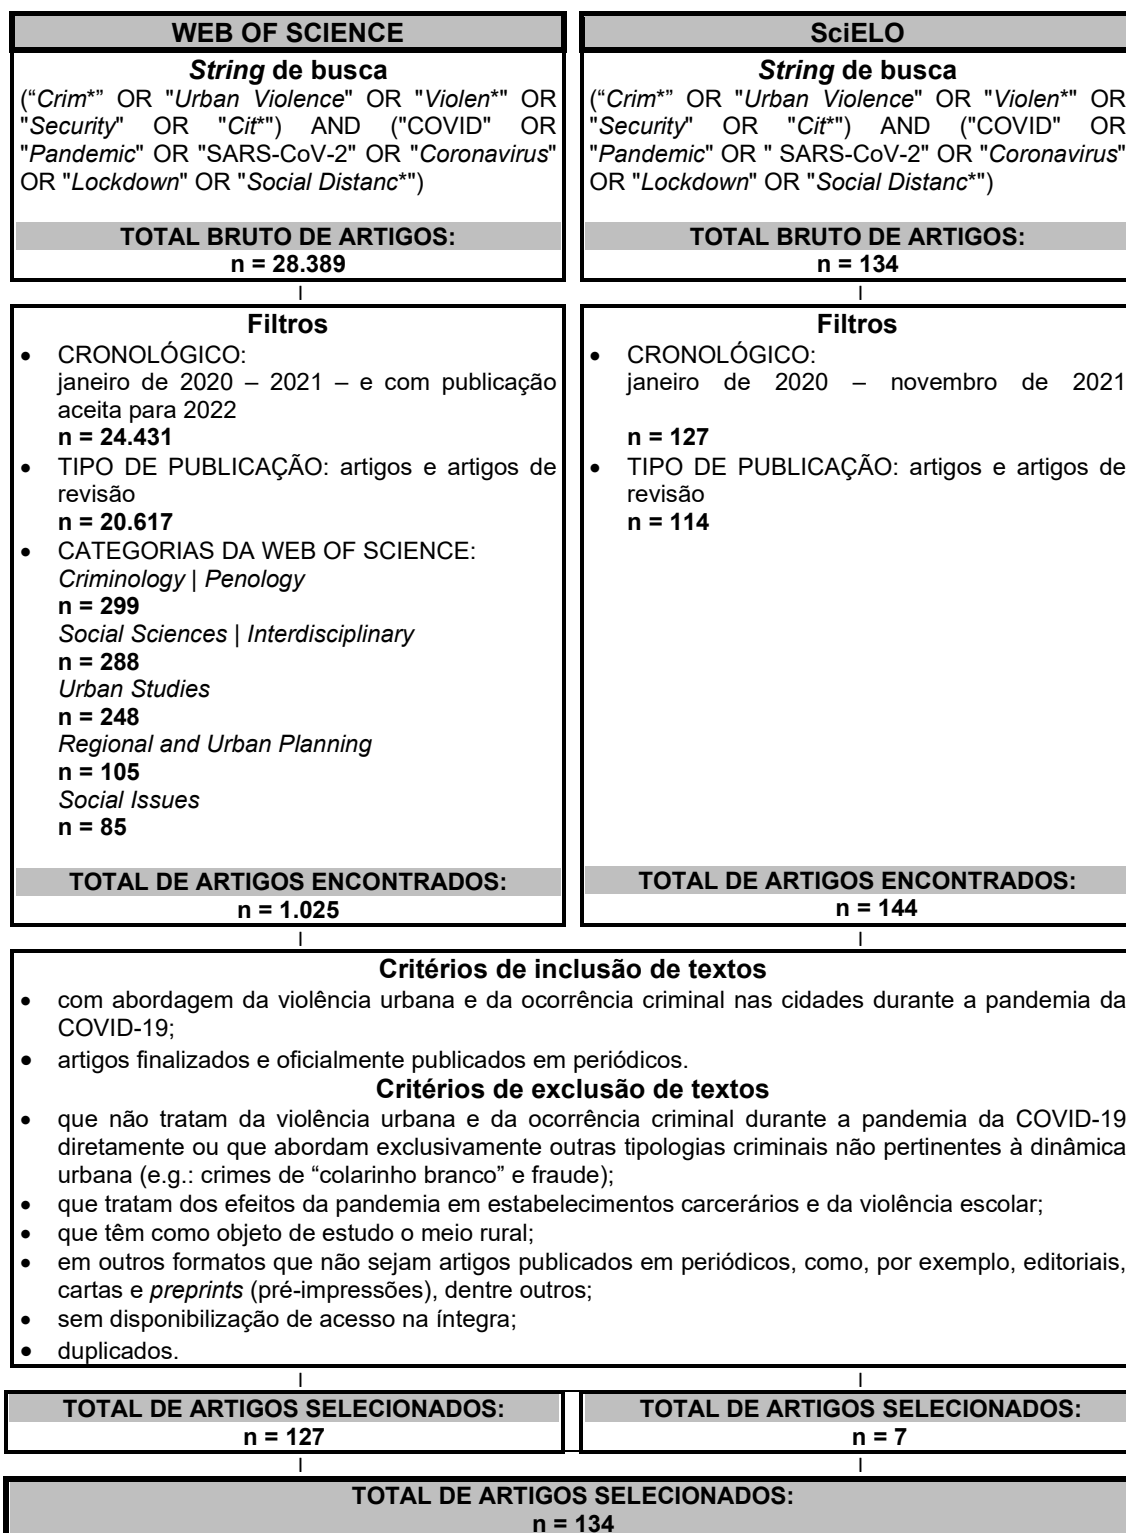 WEB OF SCIENCE
String de busca
(“Crim*” OR "Urban Violence" OR "Violen*" OR
"Security" OR "Cit*") AND ("COVID" OR
"Pandemic" OR "SARS-CoV-2" OR "Coronavirus"
OR "Lockdown" OR "Social Distanc*")
TOTAL BRUTO DE ARTIGOS:
n = 28.389
SciELO
String de busca
(“Crim*” OR "Urban Violence" OR "Violen*" OR
"Security" OR "Cit*") AND ("COVID" OR
"Pandemic" OR " SARS-CoV-2" OR "Coronavirus"
OR "Lockdown" OR "Social Distanc*")
TOTAL BRUTO DE ARTIGOS:
n = 134
Filtros
• CRONOLÓGICO:
janeiro de 2020 – 2021 – e com publicação
aceita para 2022
n = 24.431
• TIPO DE PUBLICAÇÃO: artigos e artigos de
revisão
n = 20.617
• CATEGORIAS DA WEB OF SCIENCE:
Criminology | Penology
n = 299
Social Sciences | Interdisciplinary
n = 288
Urban Studies
n = 248
Regional and Urban Planning
n = 105
Social Issues
n = 85
TOTAL DE ARTIGOS ENCONTRADOS:
n = 1.025
Filtros
• CRONOLÓGICO:
janeiro de 2020 – novembro de 2021
n = 127
• TIPO DE PUBLICAÇÃO: artigos e artigos de
revisão
n = 114
TOTAL DE ARTIGOS ENCONTRADOS:
n = 144
Critérios de inclusão de textos
• com abordagem da violência urbana e da ocorrência criminal nas cidades durante a pandemia da
COVID-19;
• artigos finalizados e oficialmente publicados em periódicos.
Critérios de exclusão de textos
• que não tratam da violência urbana e da ocorrência criminal durante a pandemia da COVID-19
diretamente ou que abordam exclusivamente outras tipologias criminais não pertinentes à dinâmica
urbana (e.g.: crimes de “colarinho branco” e fraude);
• que tratam dos efeitos da pandemia em estabelecimentos carcerários e da violência escolar;
• que têm como objeto de estudo o meio rural;
• em outros formatos que não sejam artigos publicados em periódicos, como, por exemplo, editoriais,
cartas e preprints (pré-impressões), dentre outros;
• sem disponibilização de acesso na íntegra;
• duplicados.
TOTAL DE ARTIGOS SELECIONADOS:
n = 127
TOTAL DE ARTIGOS SELECIONADOS:
n = 7
TOTAL DE ARTIGOS SELECIONADOS:
n = 134